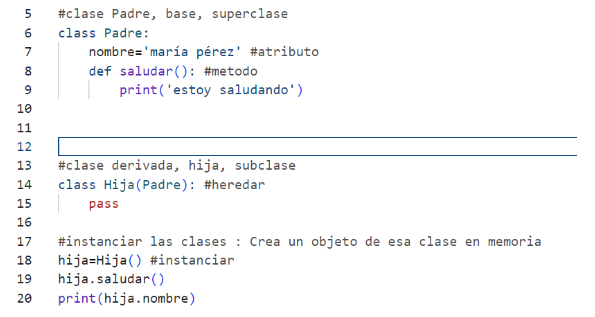 5 #clase Padre, base, superclase
6 class Padre:
7     nombre='maría pérez' #atributo
8     def saludar(): #metodo
9         print('estoy saludando')
10
11
12
13 #clase derivada, hija, subclase
14 class Hija(Padre): #heredar
15     pass
16
17 #instanciar las clases : Crea un objeto de esa clase en memoria
18 hija=Hija() #instanciar
19 hija.saludar()
20 print(hija.nombre)